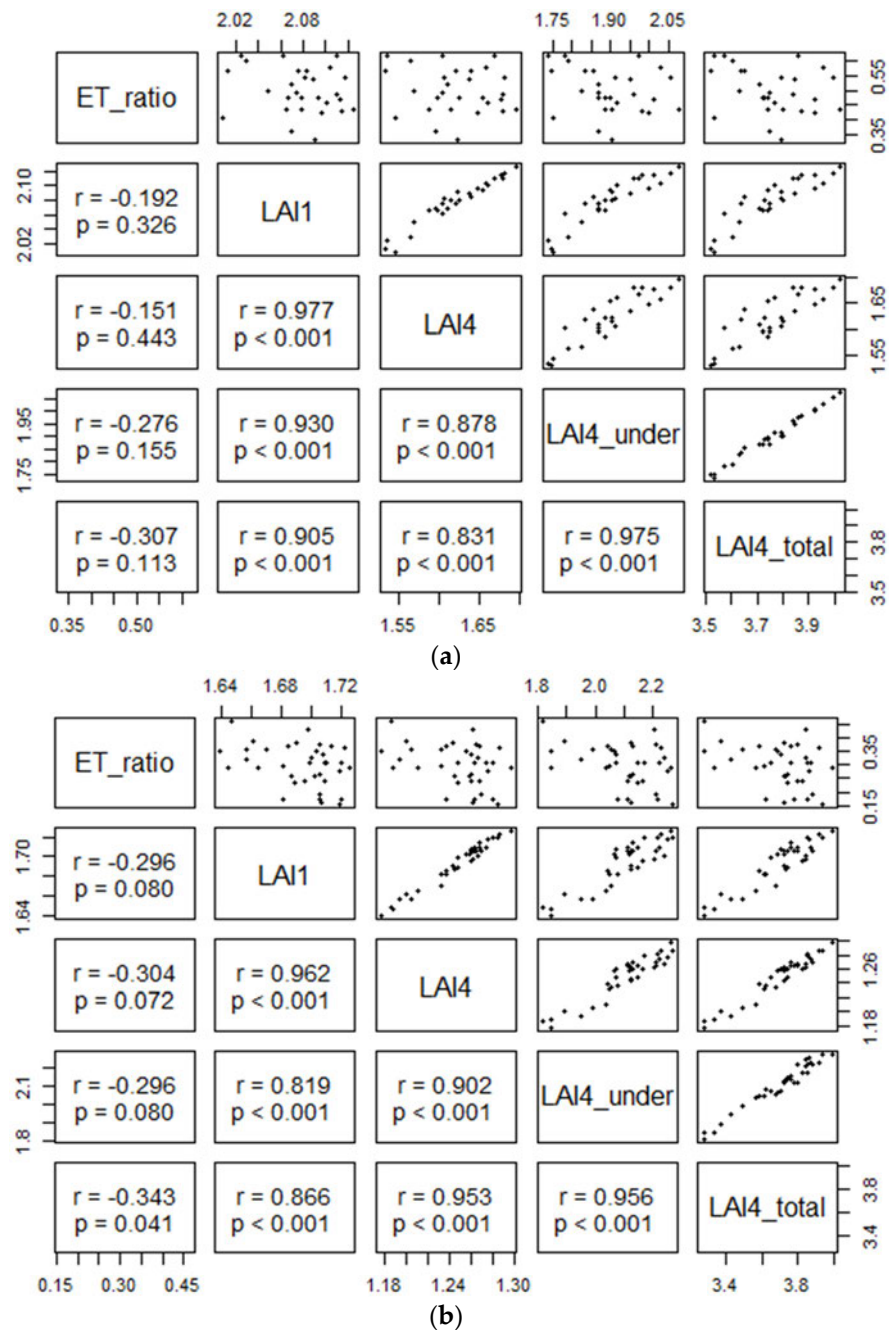 2.02 2.08 1.75 1.90 2.05
ET_ratio 0.35 0.55
2.02 2.10 r = -0.192 LAI1
p = 0.326
r = -0.151 r = 0.977 LAI4 1.55 1.65
p = 0.443 p < 0.001
1.75 1.95 r = -0.276 r = 0.930 r = 0.878 LAI4_under
p = 0.155 p < 0.001 p < 0.001
r = -0.307 r = 0.905 r = 0.831 r = 0.975 LAI4_total 3.5 3.8
p = 0.113 p < 0.001 p < 0.001 p < 0.001
0.35 0.50 1.55 1.65 3.5 3.7 3.9
(a)
1.64 1.68 1.72 1.8 2.0 2.2
ET_ratio 0.15 0.35
1.64 1.70 r = -0.296 LAI1
p = 0.080
r = -0.304 r = 0.962 LAI4 1.18 1.26
p = 0.072 p < 0.001
1.8 2.1 r = -0.296 r = 0.819 r = 0.902 LAI4_under
p = 0.080 p < 0.001 p < 0.001
r = -0.343 r = 0.866 r = 0.953 r = 0.956 LAI4_total 3.4 3.8
p = 0.041 p < 0.001 p < 0.001 p < 0.001
0.15 0.30 0.45 1.18 1.24 1.30 3.4 3.8
(b)